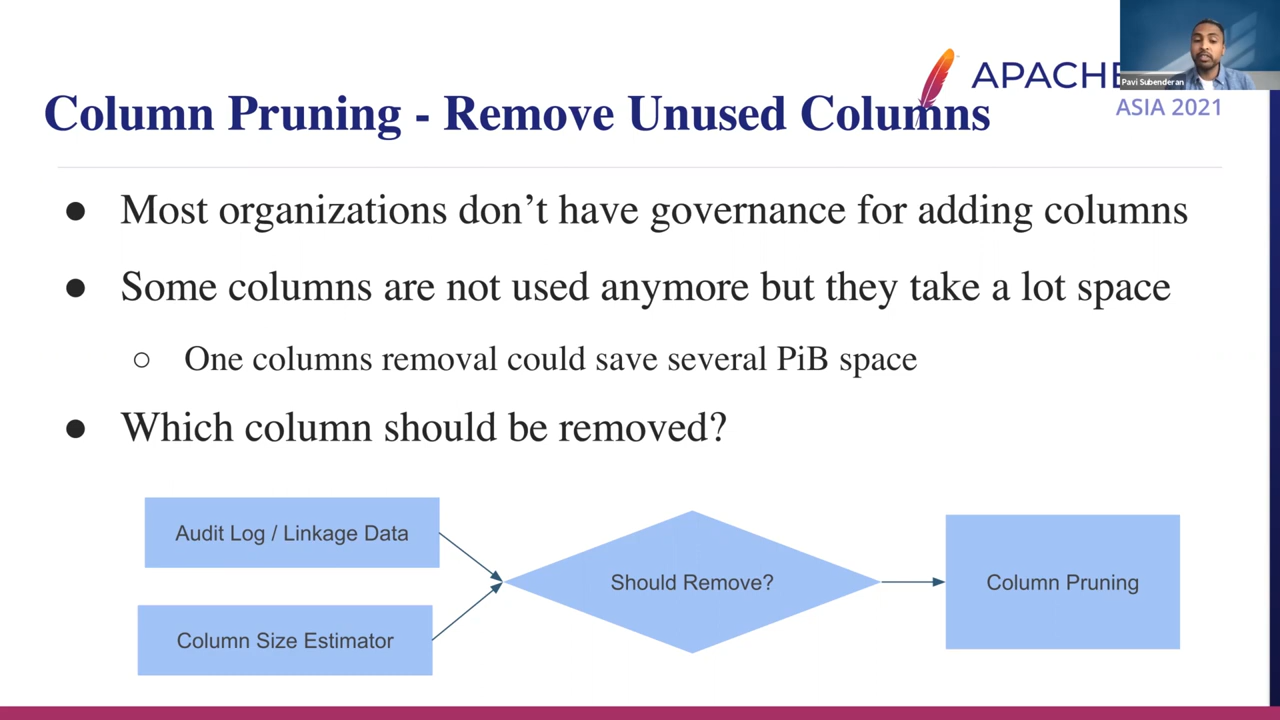 APACHE
Pavi Subenderan
ASIA 2021
Column Pruning - Remove Unused Columns
● Most organizations don’t have governance for adding columns
● Some columns are not used anymore but they take a lot space
○ One columns removal could save several PiB space
● Which column should be removed?
Audit Log / Linkage Data
Should Remove?
Column Pruning
Column Size Estimator